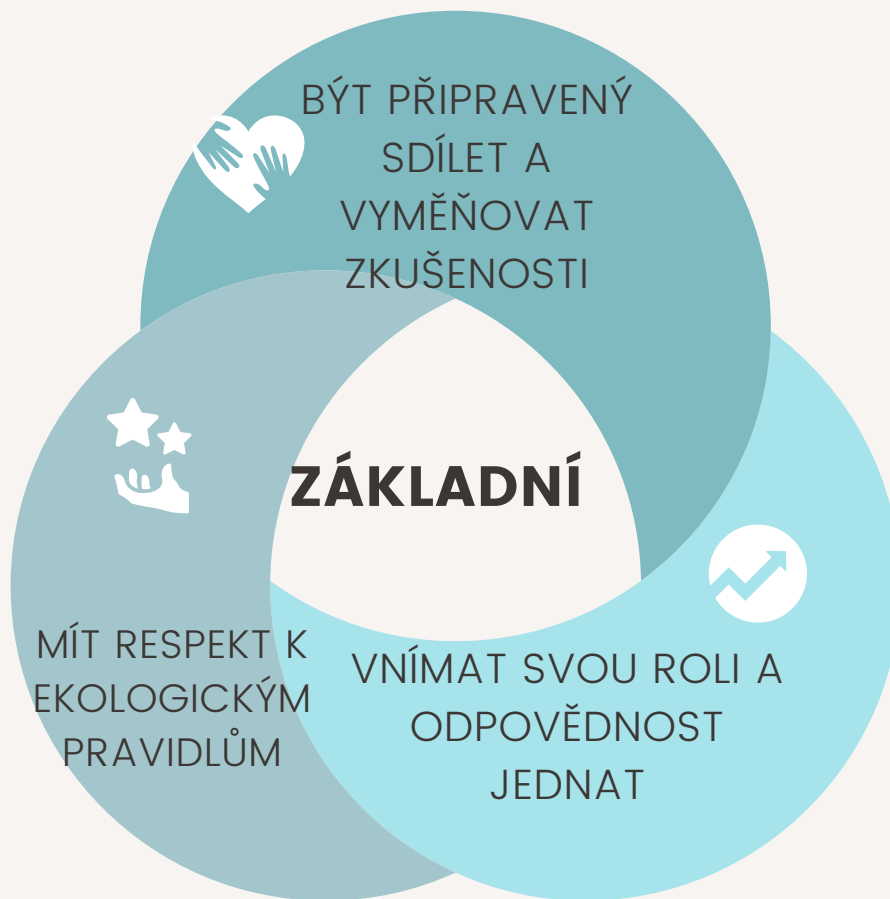 BÝT PŘIPRAVENÝ
SDÍLET A
VYMĚŇOVAT
ZKUŠENOSTI
ZÁKLADNÍ
MÍT RESPEKT K
EKOLOGICKÝM
PRAVIDLŮM
VNÍMAT SVOU ROLI A
ODPOVĚDNOST
JEDNAT